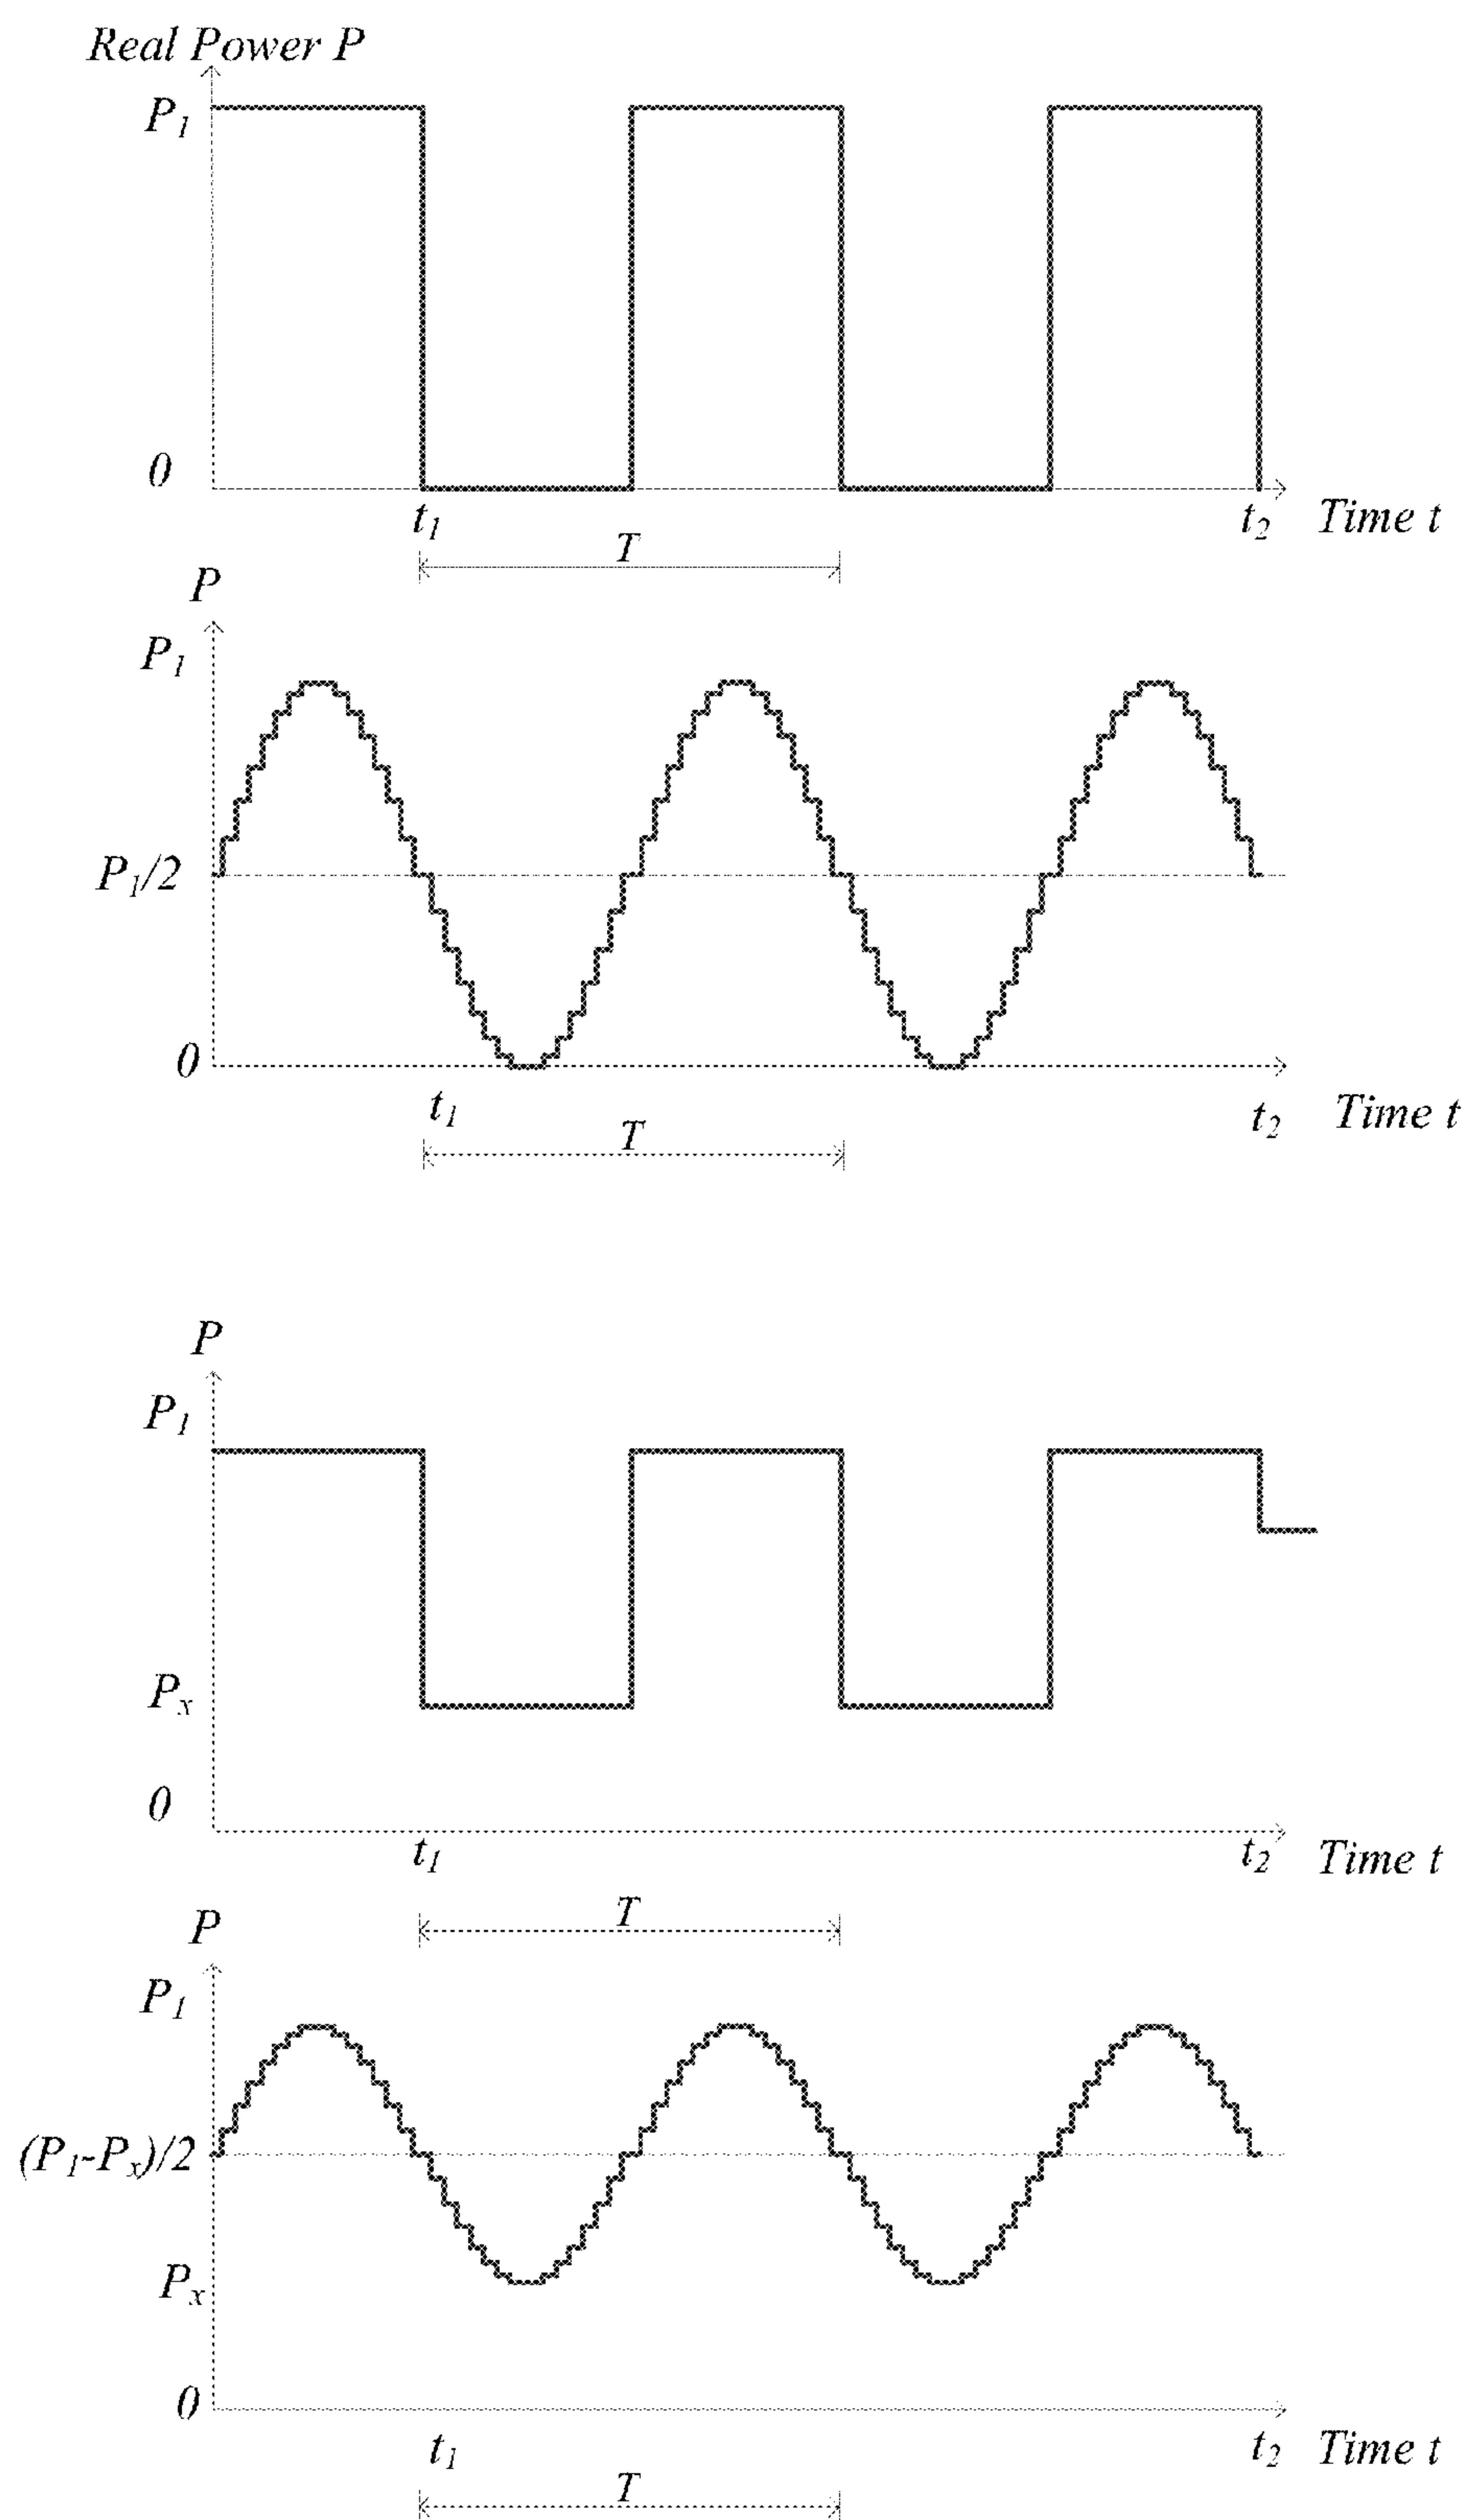 Real Power P
P₁
0
t₁ t₂ Time t
T
P
P₁
P₁/2
0
t₁ t₂ Time t
T
P
P₁
Pₓ
0
t₁ t₂ Time t
T
P
P₁
(P₁-Pₓ)/2
Pₓ
0
t₁ t₂ Time t
T